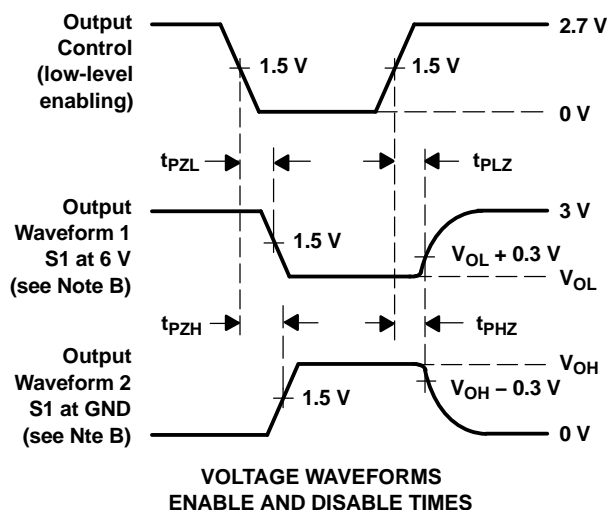 Output
Control
(low-level
enabling)
2.7 V
1.5 V
1.5 V
0 V
tPZL
tPLZ
Output
Waveform 1
S1 at 6 V
(see Note B)
3 V
1.5 V
VOL + 0.3 V
VOL
tPZH
tPHZ
Output
Waveform 2
S1 at GND
(see Nte B)
VOH
1.5 V
VOH – 0.3 V
0 V
VOLTAGE WAVEFORMS
ENABLE AND DISABLE TIMES